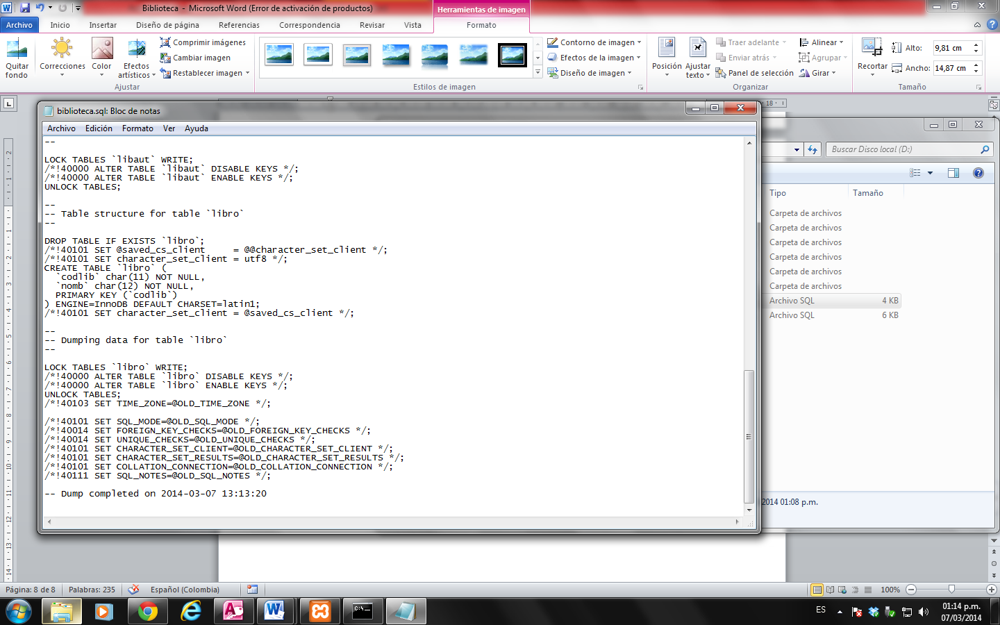 Biblioteca - Microsoft Word (Error de activación de productos)
Herramientas de imagen
Archivo
Inicio
Insertar
Diseño de página
Referencias
Correspondencia
Revisar
Vista
Formato
Quitar fondo
Correcciones
Color
Efectos artísticos
Comprimir imágenes
Cambiar imagen
Restablecer imagen
Ajustar
Estilos de imagen
Contorno de imagen
Efectos de la imagen
Diseño de imagen
Posición
Ajustar texto
Traer adelante
Enviar atrás
Panel de selección
Alinear
Agrupar
Girar
Organizar
Recortar
Alto: 9,81 cm
Ancho: 14,87 cm
Tamaño
biblioteca.sql: Bloc de notas
Archivo Edición Formato Ver Ayuda
--
LOCK TABLES `libaut` WRITE;
/*!40000 ALTER TABLE `libaut` DISABLE KEYS */;
/*!40000 ALTER TABLE `libaut` ENABLE KEYS */;
UNLOCK TABLES;
--
-- Table structure for table `libro`
--
DROP TABLE IF EXISTS `libro`;
/*!40101 SET @saved_cs_client     = @@character_set_client */;
/*!40101 SET character_set_client = utf8 */;
CREATE TABLE `libro` (
  `codlib` char(11) NOT NULL,
  `nomb` char(12) NOT NULL,
  PRIMARY KEY (`codlib`)
) ENGINE=InnoDB DEFAULT CHARSET=latin1;
/*!40101 SET character_set_client = @saved_cs_client */;
--
-- Dumping data for table `libro`
--
LOCK TABLES `libro` WRITE;
/*!40000 ALTER TABLE `libro` DISABLE KEYS */;
/*!40000 ALTER TABLE `libro` ENABLE KEYS */;
UNLOCK TABLES;
/*!40103 SET TIME_ZONE=@OLD_TIME_ZONE */;
/*!40101 SET SQL_MODE=@OLD_SQL_MODE */;
/*!40014 SET FOREIGN_KEY_CHECKS=@OLD_FOREIGN_KEY_CHECKS */;
/*!40014 SET UNIQUE_CHECKS=@OLD_UNIQUE_CHECKS */;
/*!40101 SET CHARACTER_SET_CLIENT=@OLD_CHARACTER_SET_CLIENT */;
/*!40101 SET CHARACTER_SET_RESULTS=@OLD_CHARACTER_SET_RESULTS */;
/*!40101 SET COLLATION_CONNECTION=@OLD_COLLATION_CONNECTION */;
/*!40111 SET SQL_NOTES=@OLD_SQL_NOTES */;
-- Dump completed on 2014-03-07 13:13:20
Buscar Disco local (D:)
Tipo Tamaño
Carpeta de archivos
Carpeta de archivos
Carpeta de archivos
Carpeta de archivos
Carpeta de archivos
Carpeta de archivos
Archivo SQL 4 KB
Archivo SQL 6 KB
2014 01:08 p.m.
Página: 8 de 8
Palabras: 235
Español (Colombia)
100%
ES
01:14 p.m.
07/03/2014